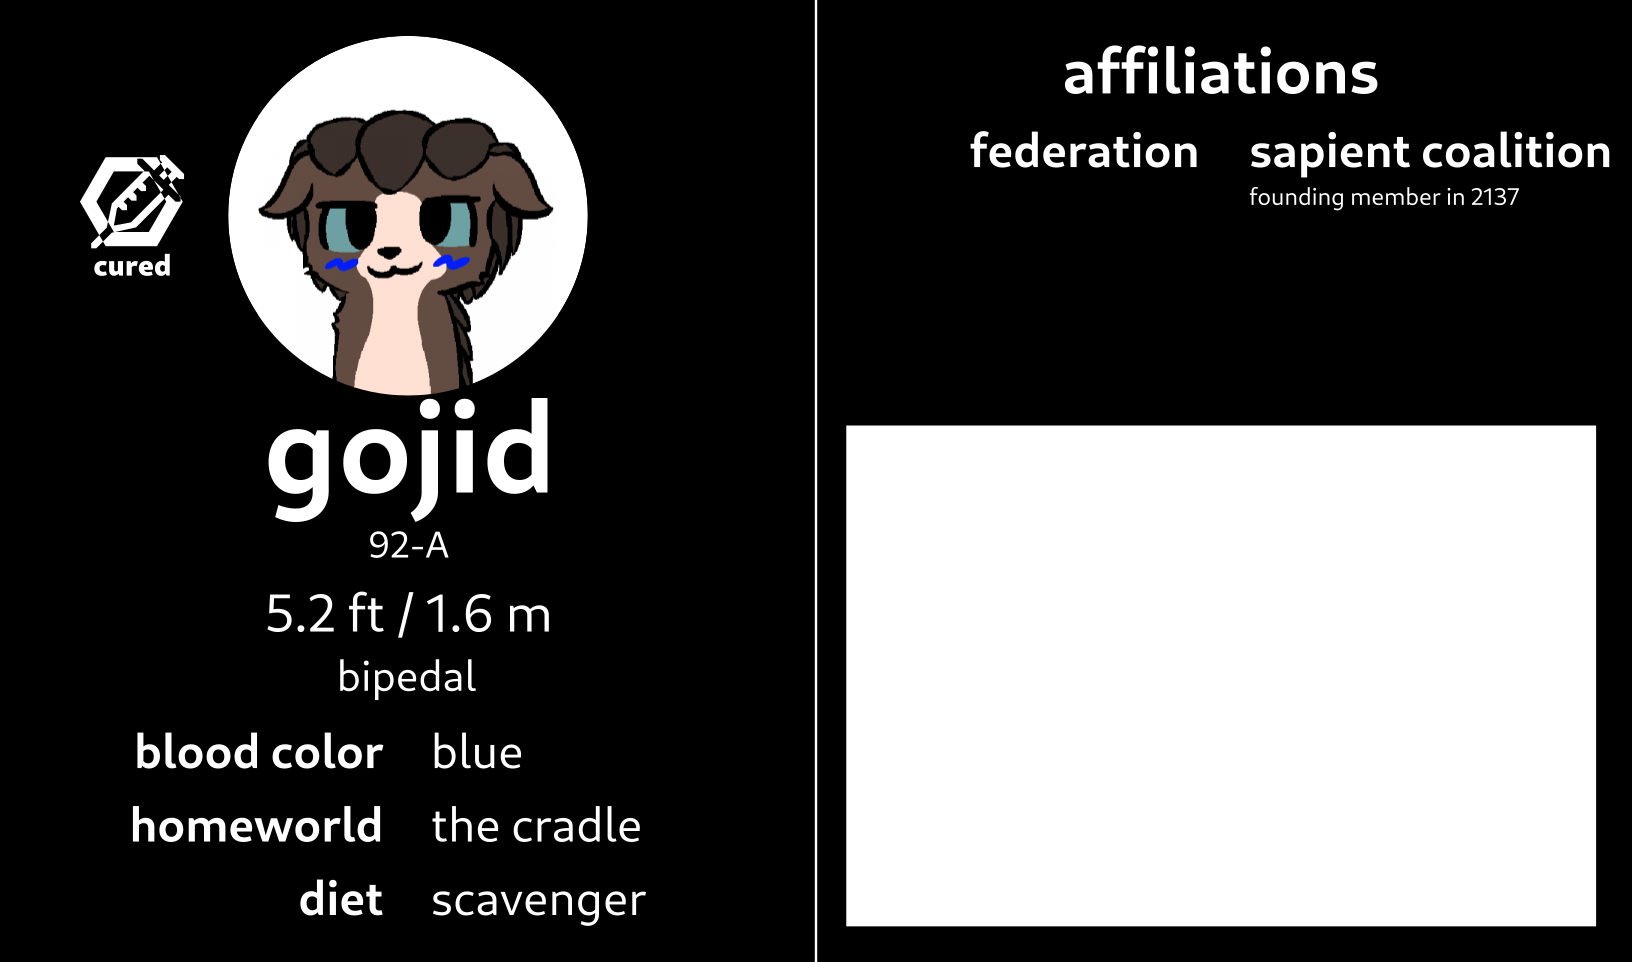 cured
gojid
92-A
5.2 ft / 1.6 m
bipedal
blood color blue
homeworld the cradle
diet scavenger
affiliations
federation sapient coalition
founding member in 2137